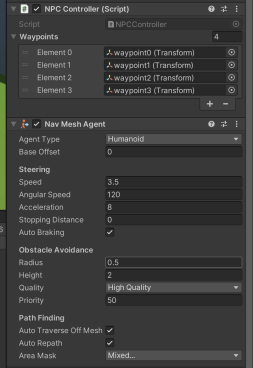 NPC Controller (Script)
Script NPCController
Waypoints 4
Element 0 waypoint0 (Transform)
Element 1 waypoint1 (Transform)
Element 2 waypoint2 (Transform)
Element 3 waypoint3 (Transform)
Nav Mesh Agent
Agent Type Humanoid
Base Offset 0
Steering
Speed 3.5
Angular Speed 120
Acceleration 8
Stopping Distance 0
Auto Braking
Obstacle Avoidance
Radius 0.5
Height 2
Quality High Quality
Priority 50
Path Finding
Auto Traverse Off Mesh
Auto Repath
Area Mask Mixed...